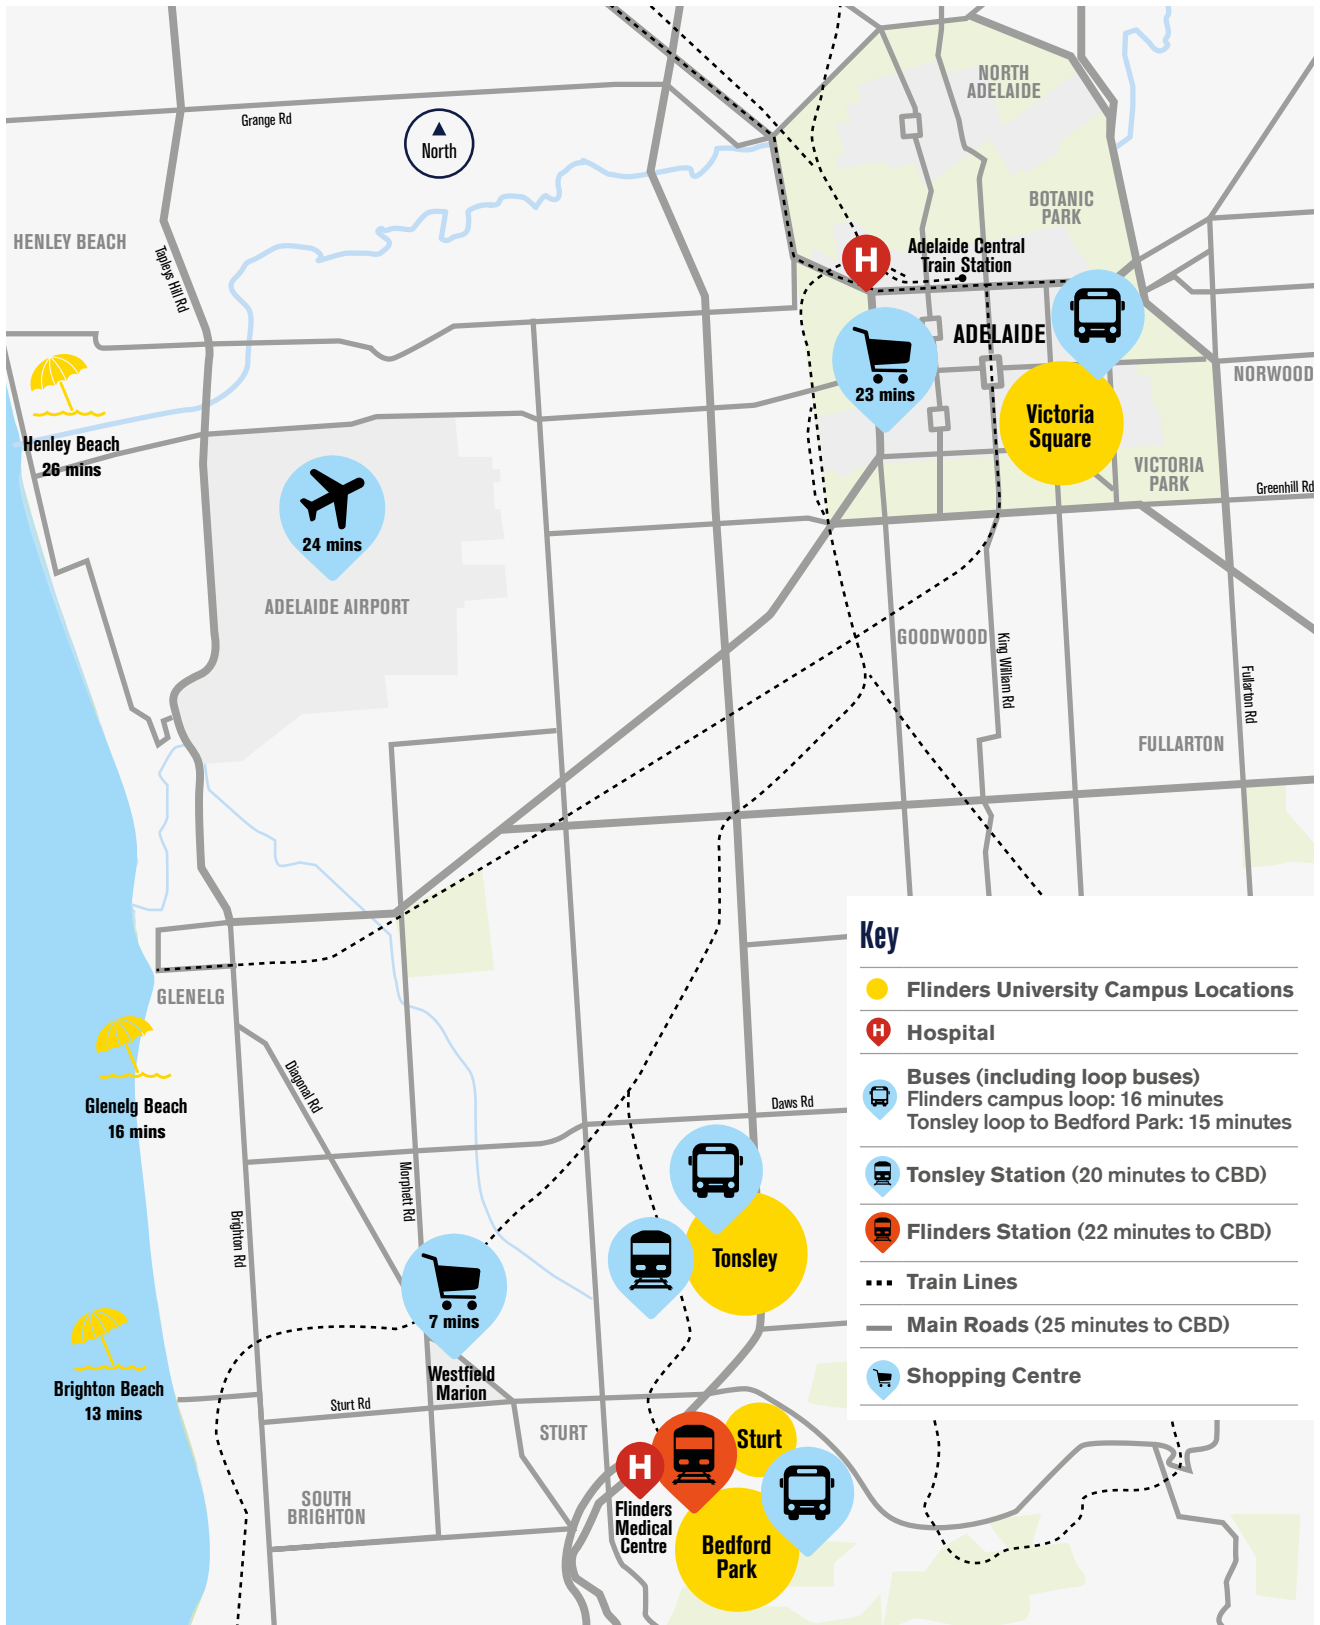 NORTH
ADELAIDE
Grange Rd
North
BOTANIC
PARK
HENLEY BEACH
Tapleys Hill Rd
H
Adelaide Central
Train Station
ADELAIDE
NORWOOD
23 mins
Victoria
Square
Henley Beach
26 mins
VICTORIA
PARK
Greenhill Rd
24 mins
ADELAIDE AIRPORT
GOODWOOD
King William Rd
Fullarton Rd
FULLARTON
GLENELG
Diagonal Rd
Glenelg Beach
16 mins
Daws Rd
Morphett Rd
Brighton Rd
Tonsley
7 mins
Westfield
Marion
Brighton Beach
13 mins
Sturt Rd
STURT
Sturt
H
SOUTH
BRIGHTON
Flinders
Medical
Centre
Bedford
Park
Key
Flinders University Campus Locations
H
Hospital
Buses (including loop buses)
Flinders campus loop: 16 minutes
Tonsley loop to Bedford Park: 15 minutes
Tonsley Station (20 minutes to CBD)
Flinders Station (22 minutes to CBD)
Train Lines
Main Roads (25 minutes to CBD)
Shopping Centre